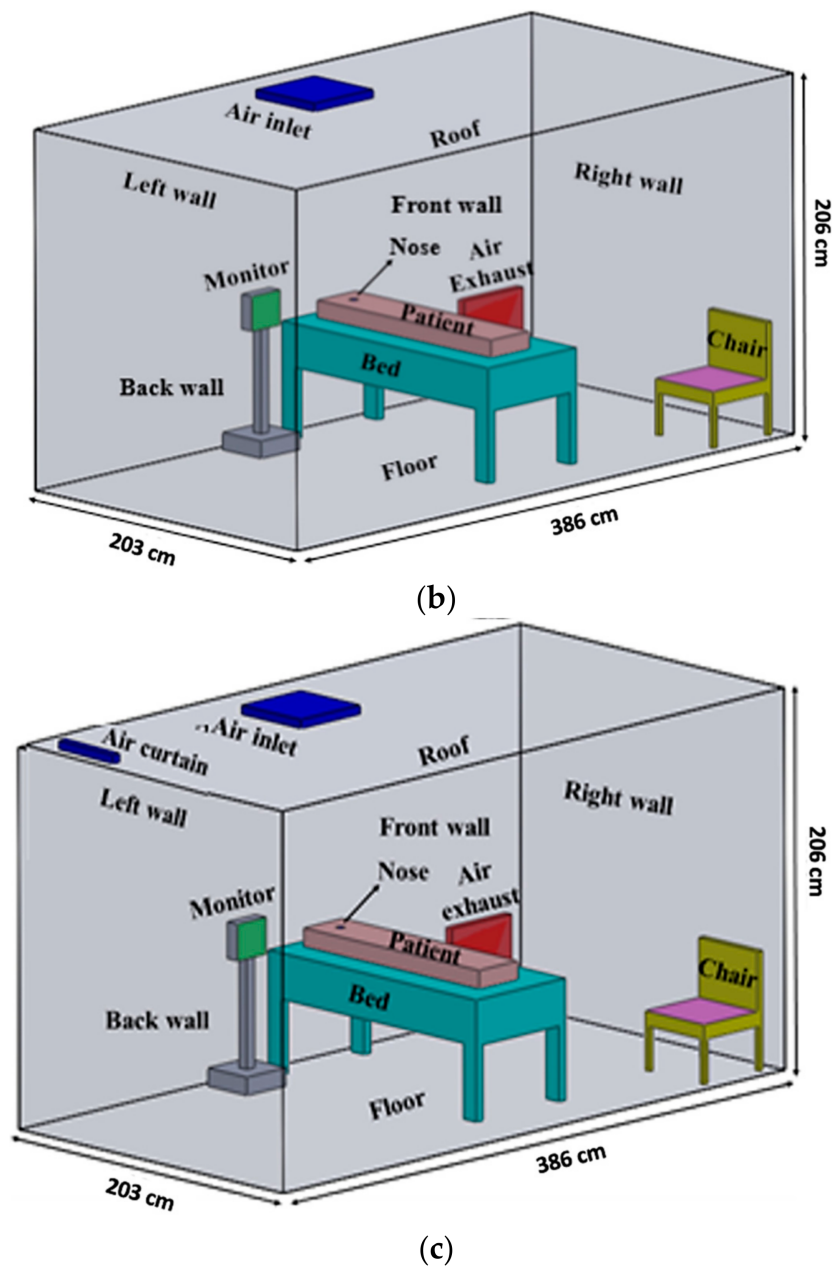 Air inlet
Roof
Left wall
Right wall
Front wall
Nose
Air
Exhaust
Monitor
Patient
Chair
Bed
Back wall
Floor
206 cm
203 cm
386 cm
(b)
Air inlet
Air curtain
Roof
Left wall
Right wall
Front wall
Nose
Air
exhaust
Monitor
Patient
Chair
Bed
Back wall
Floor
206 cm
203 cm
386 cm
(c)